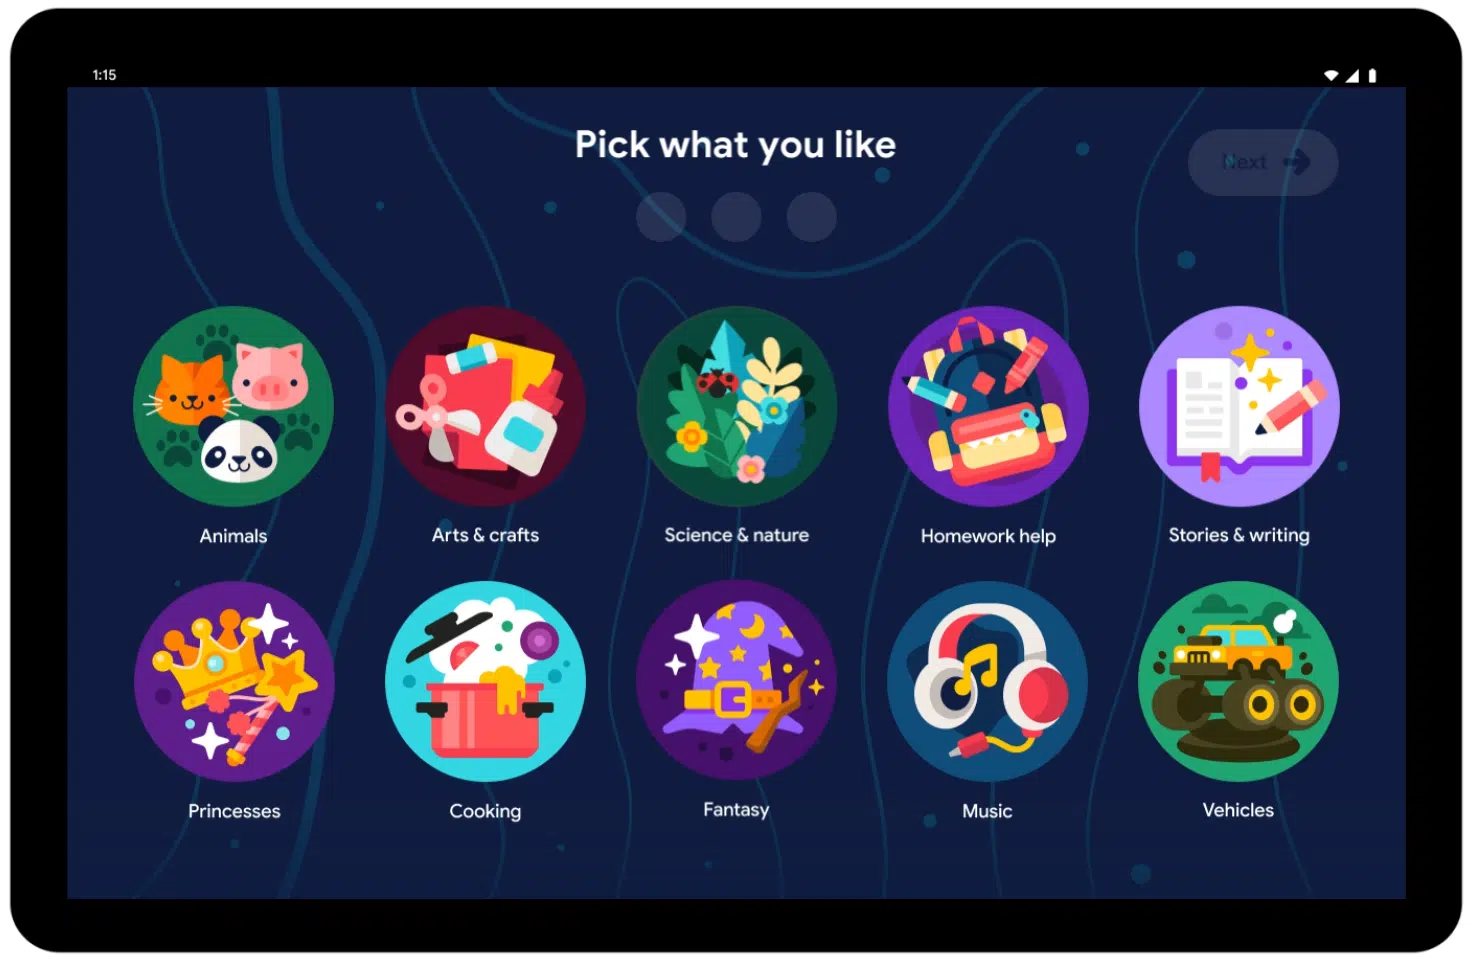 1:15
Pick what you like
Next
Animals
Arts & crafts
Science & nature
Homework help
Stories & writing
Princesses
Cooking
Fantasy
Music
Vehicles